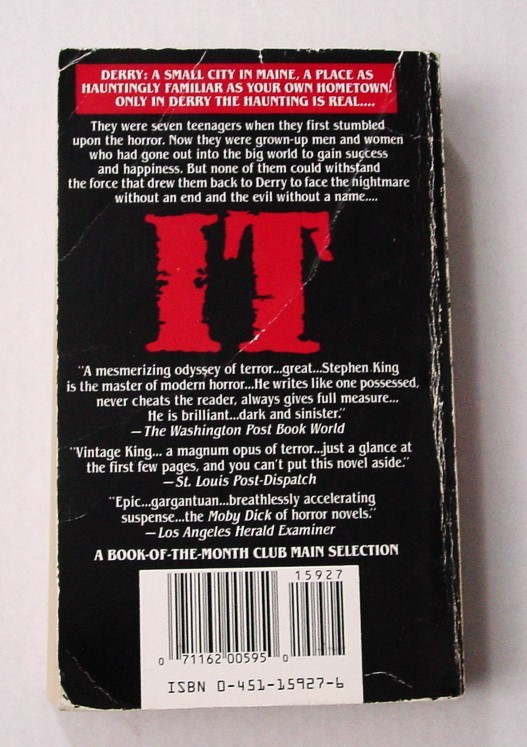 DERRY: A SMALL CITY IN MAINE, A PLACE AS
HAUNTINGLY FAMILIAR AS YOUR OWN HOMETOWN.
ONLY IN DERRY THE HAUNTING IS REAL....
They were seven teenagers when they first stumbled
upon the horror. Now they were grown-up men and women
who had gone out into the big world to gain success
and happiness. But none of them could withstand
the force that drew them back to Derry to face the nightmare
without an end and the evil without a name....
IT
"A mesmerizing odyssey of terror...great...Stephen King
is the master of modern horror...He writes like one possessed,
never cheats the reader, always gives full measure...
He is brilliant...dark and sinister."
—The Washington Post Book World
"Vintage King... a magnum opus of terror...just a glance at
the first few pages, and you can't put this novel aside."
—St. Louis Post-Dispatch
"Epic...gargantuan...breathlessly accelerating
suspense...the Moby Dick of horror novels."
—Los Angeles Herald Examiner
A BOOK-OF-THE-MONTH CLUB MAIN SELECTION
15927
0 71162 00595 0
ISBN 0-451-15927-6